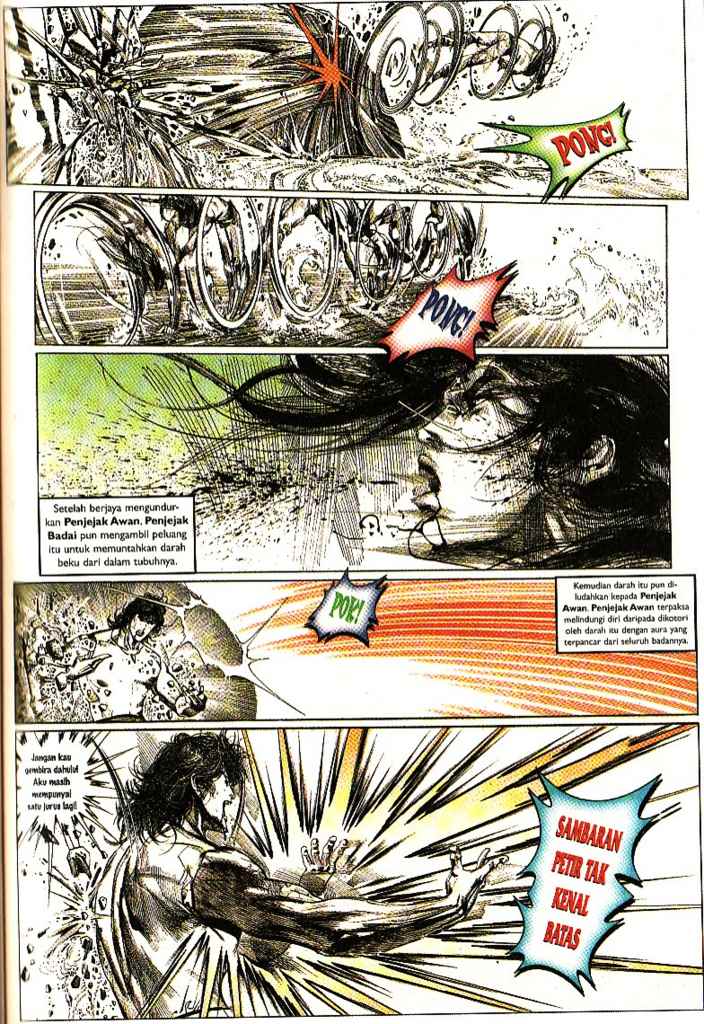 PONG!
PONG!
Setelah berjaya mengundur-
kan Penjejak Awan, Penjejak
Badai pun mengambil peluang
itu untuk memuntahkan darah
beku dari dalam tubuhnya.
POK!
Kemudian darah itu pun di-
ludahkan kepada Penjejak
Awan. Penjejak Awan terpaksa
melindungi diri daripada dikotori
oleh darah itu dengan aura yang
terpancar dari seluruh badannya.
Jangan kau
gembira dahulu!
Aku masih
mempunyai
satu jurus lagi!
SAMBARAN
PETIR TAK
KENAL
BATAS